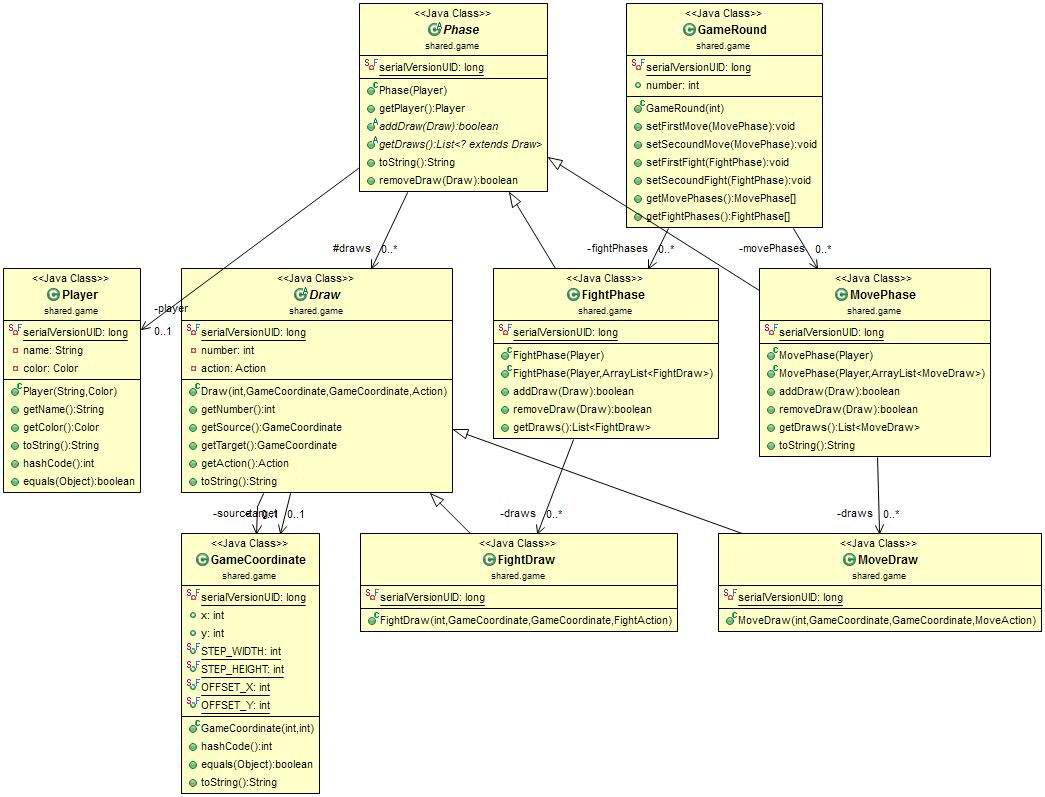 <<Java Class>>
Phase
shared.game
serialVersionUID: long
Phase(Player)
getPlayer():Player
addDraw(Draw):boolean
getDraws():List<? extends Draw>
toString():String
removeDraw(Draw):boolean
<<Java Class>>
GameRound
shared.game
serialVersionUID: long
number: int
GameRound(int)
setFirstMove(MovePhase):void
setSecoundMove(MovePhase):void
setFirstFight(FightPhase):void
setSecoundFight(FightPhase):void
getMovePhases():MovePhase[]
getFightPhases():FightPhase[]
#draws 0..*
-fightPhases 0..*
-movePhases 0..*
-player
0..1
<<Java Class>>
Player
shared.game
serialVersionUID: long
name: String
color: Color
Player(String,Color)
getName():String
getColor():Color
toString():String
hashCode():int
equals(Object):boolean
<<Java Class>>
Draw
shared.game
serialVersionUID: long
number: int
action: Action
Draw(int,GameCoordinate,GameCoordinate,Action)
getNumber():int
getSource():GameCoordinate
getTarget():GameCoordinate
getAction():Action
toString():String
<<Java Class>>
FightPhase
shared.game
serialVersionUID: long
FightPhase(Player)
FightPhase(Player,ArrayList<FightDraw>)
addDraw(Draw):boolean
removeDraw(Draw):boolean
getDraws():List<FightDraw>
<<Java Class>>
MovePhase
shared.game
serialVersionUID: long
MovePhase(Player)
MovePhase(Player,ArrayList<MoveDraw>)
addDraw(Draw):boolean
removeDraw(Draw):boolean
getDraws():List<MoveDraw>
toString():String
-source -target 0..1 0..1
-draws 0..*
-draws 0..*
<<Java Class>>
GameCoordinate
shared.game
serialVersionUID: long
x: int
y: int
STEP_WIDTH: int
STEP_HEIGHT: int
OFFSET_X: int
OFFSET_Y: int
GameCoordinate(int,int)
hashCode():int
equals(Object):boolean
toString():String
<<Java Class>>
FightDraw
shared.game
serialVersionUID: long
FightDraw(int,GameCoordinate,GameCoordinate,FightAction)
<<Java Class>>
MoveDraw
shared.game
serialVersionUID: long
MoveDraw(int,GameCoordinate,GameCoordinate,MoveAction)